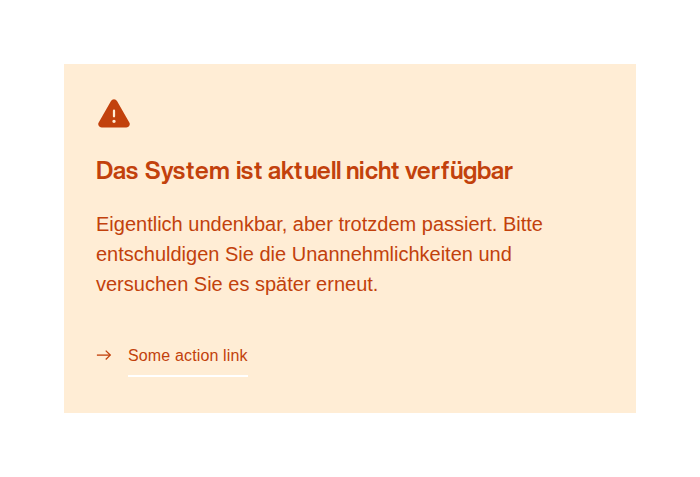 Das System ist aktuell nicht verfügbar
Eigentlich undenkbar, aber trotzdem passiert. Bitte
entschuldigen Sie die Unannehmlichkeiten und
versuchen Sie es später erneut.
Some action link